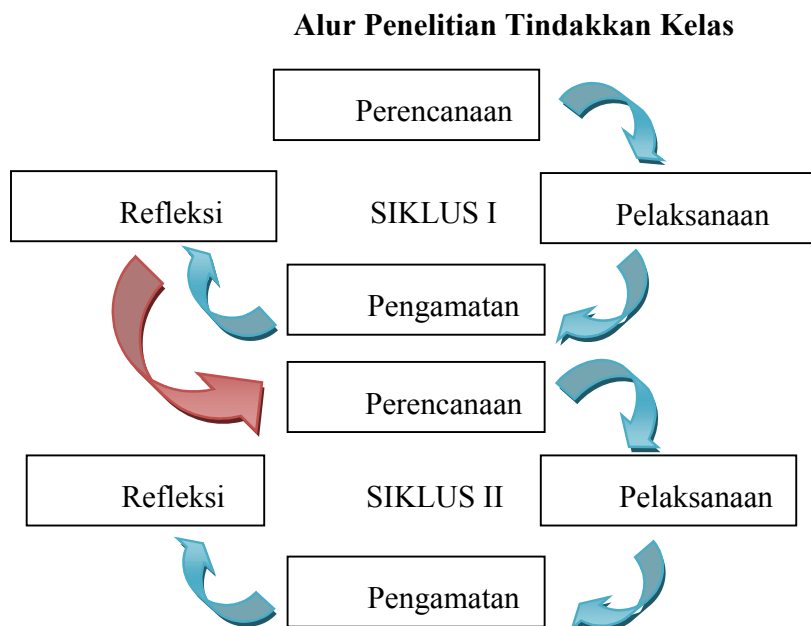 Alur Penelitian Tindakkan Kelas
Perencanaan
Refleksi SIKLUS I Pelaksanaan
Pengamatan
Perencanaan
Refleksi SIKLUS II Pelaksanaan
Pengamatan